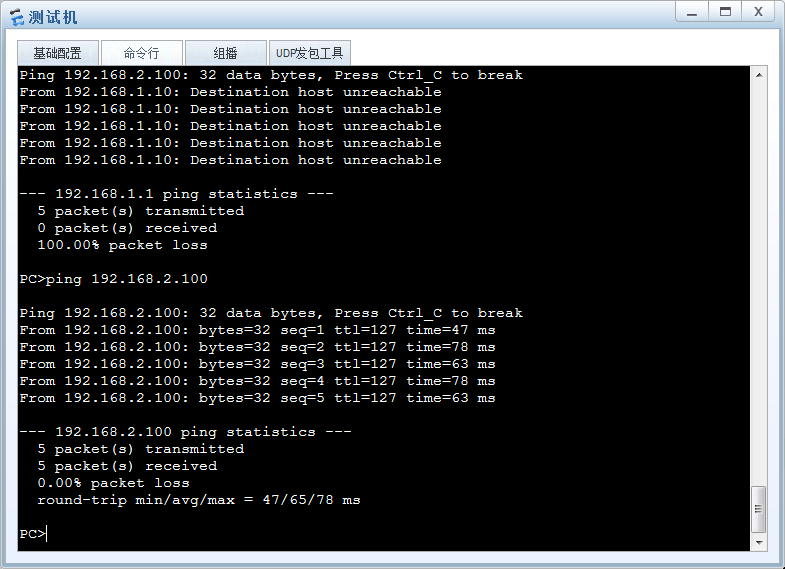 测试机
基础配置 命令行 组播 UDP发包工具
Ping 192.168.2.100: 32 data bytes, Press Ctrl_C to break
From 192.168.1.10: Destination host unreachable
From 192.168.1.10: Destination host unreachable
From 192.168.1.10: Destination host unreachable
From 192.168.1.10: Destination host unreachable
From 192.168.1.10: Destination host unreachable
--- 192.168.1.1 ping statistics ---
5 packet(s) transmitted
0 packet(s) received
100.00% packet loss
PC>ping 192.168.2.100
Ping 192.168.2.100: 32 data bytes, Press Ctrl_C to break
From 192.168.2.100: bytes=32 seq=1 ttl=127 time=47 ms
From 192.168.2.100: bytes=32 seq=2 ttl=127 time=78 ms
From 192.168.2.100: bytes=32 seq=3 ttl=127 time=63 ms
From 192.168.2.100: bytes=32 seq=4 ttl=127 time=78 ms
From 192.168.2.100: bytes=32 seq=5 ttl=127 time=63 ms
--- 192.168.2.100 ping statistics ---
5 packet(s) transmitted
5 packet(s) received
0.00% packet loss
round-trip min/avg/max = 47/65/78 ms
PC>